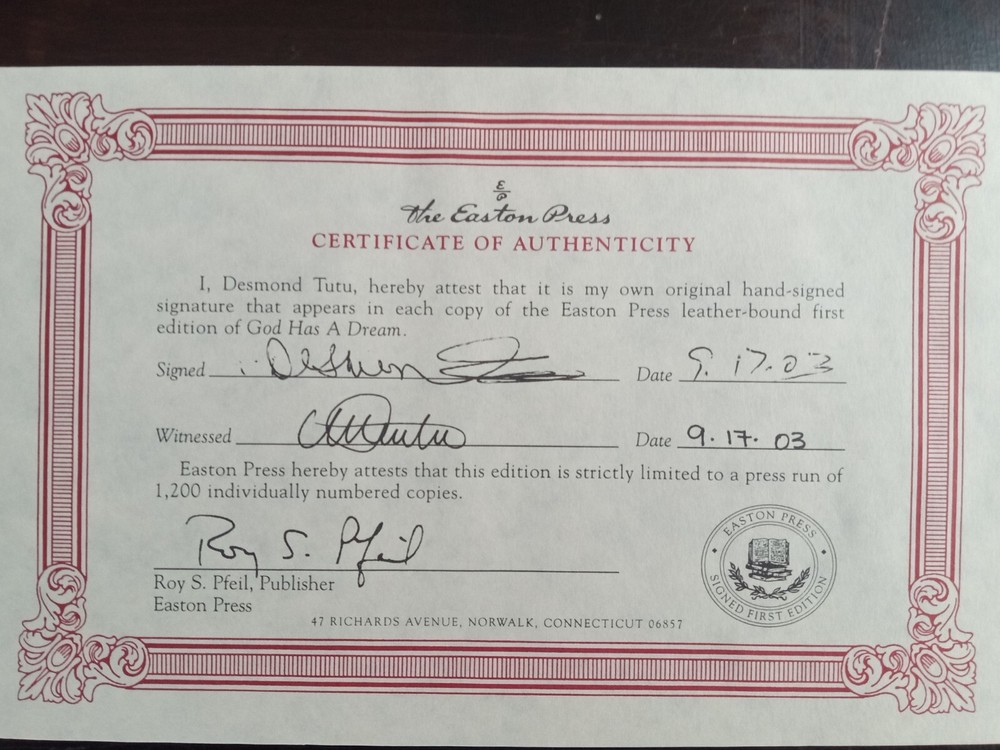 E
P
The Easton Press
CERTIFICATE OF AUTHENTICITY
I, Desmond Tutu, hereby attest that it is my own original hand-signed
signature that appears in each copy of the Easton Press leather-bound first
edition of God Has A Dream.
Signed Date 9.17.03
Witnessed Date 9.17.03
Easton Press hereby attests that this edition is strictly limited to a press run of
1,200 individually numbered copies.
Roy S. Pfeil
Roy S. Pfeil, Publisher
Easton Press
EASTON PRESS
SIGNED FIRST EDITION
47 RICHARDS AVENUE, NORWALK, CONNECTICUT 06857